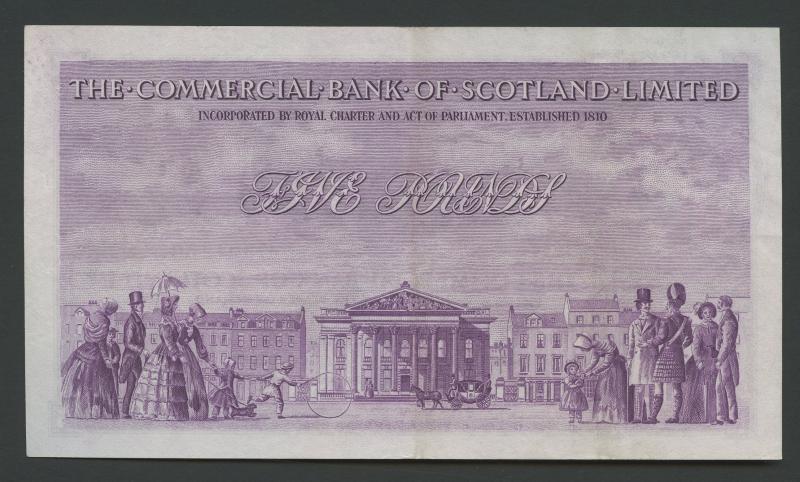 THE·COMMERCIAL·BANK·OF·SCOTLAND·LIMITED
INCORPORATED BY ROYAL CHARTER AND ACT OF PARLIAMENT. ESTABLISHED 1810
FIVE POUNDS